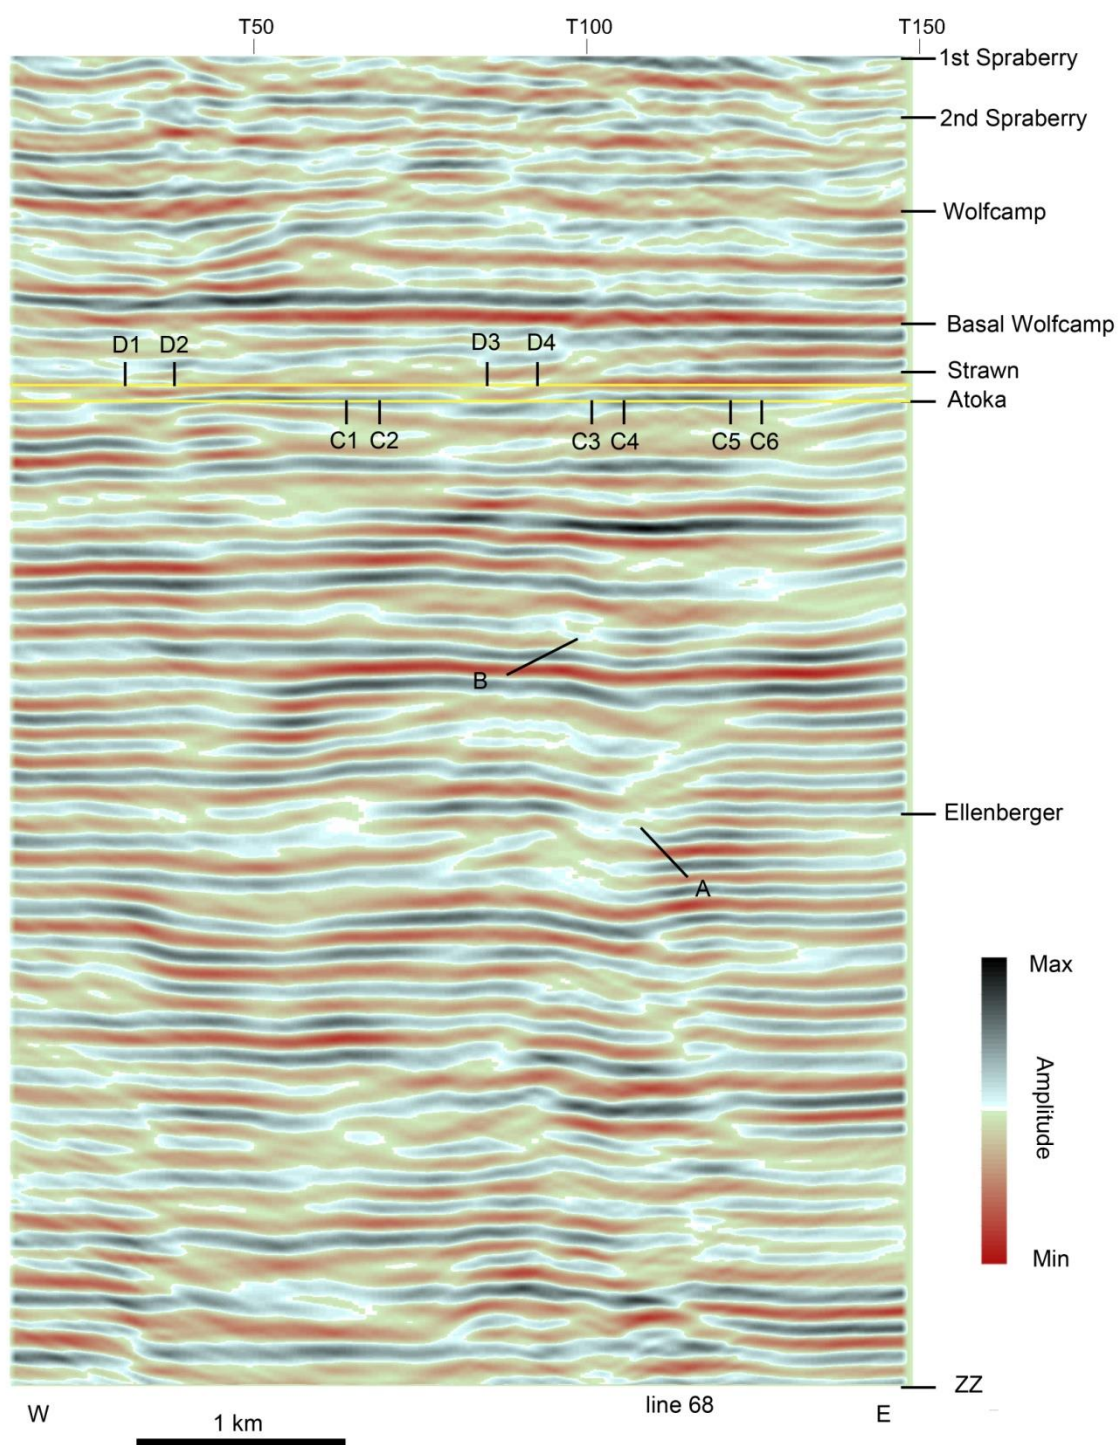 T50 T100 T150
1st Spraberry
2nd Spraberry
Wolfcamp
Basal Wolfcamp
D1 D2 D3 D4
Strawn
Atoka
C1 C2 C3 C4 C5 C6
B
Ellenberger
A
Max
Amplitude
Min
ZZ
W line 68 E
1 km